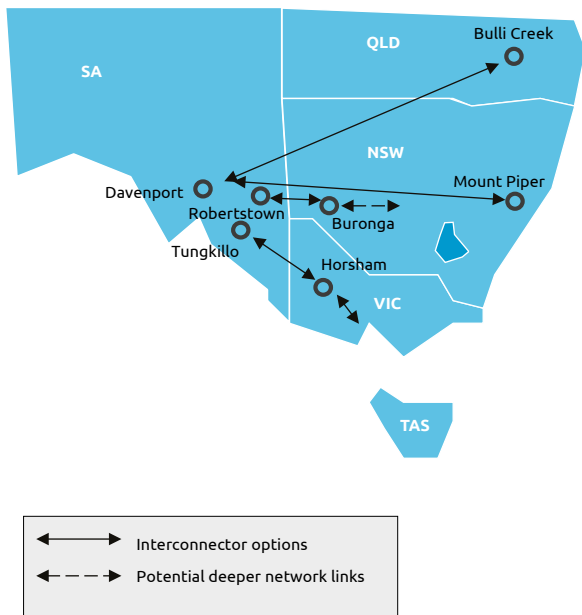 Bulli Creek
QLD
SA
NSW
Mount Piper
Davenport
Robertstown
Buronga
Tungkillo
Horsham
VIC
TAS
Interconnector options
Potential deeper network links